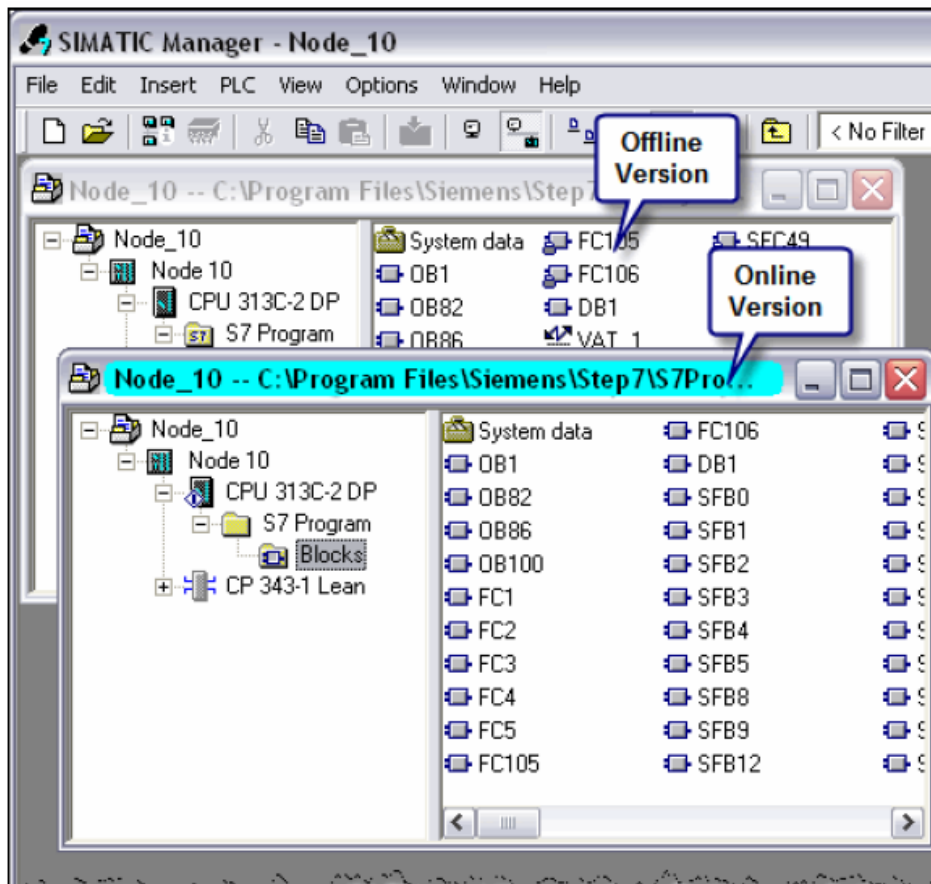 SIMATIC Manager - Node_10
File Edit Insert PLC View Options Window Help
< No Filter
Offline
Version
Node_10 -- C:\Program Files\Siemens\Step7
Node_10
Node 10
CPU 313C-2 DP
S7 Program
System data
OB1
OB82
OB86
FC105
FC106
DB1
VAT_1
SFC49
Online
Version
Node_10 -- C:\Program Files\Siemens\Step7\S7Pro...
Node_10
Node 10
CPU 313C-2 DP
S7 Program
Blocks
CP 343-1 Lean
System data
OB1
OB82
OB86
OB100
FC1
FC2
FC3
FC4
FC5
FC105
FC106
DB1
SFB0
SFB1
SFB2
SFB3
SFB4
SFB5
SFB8
SFB9
SFB12